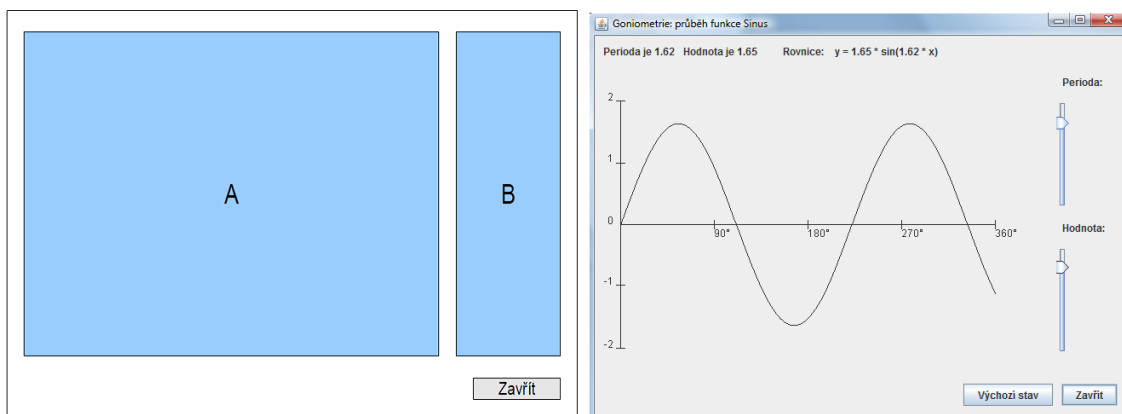 A
B
Zavřít
Goniometrie: průběh funkce Sinus
Perioda je 1.62 Hodnota je 1.65 Rovnice: y = 1.65 * sin(1.62 * x)
Perioda:
2
1
0
90° 180° 270° 360°
-1
-2
Hodnota:
Výchozí stav Zavřit